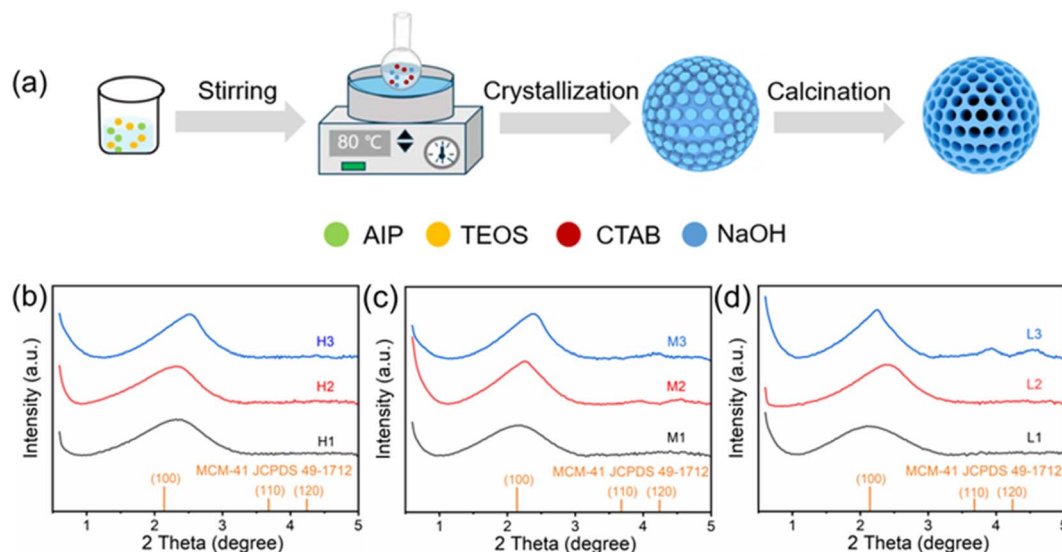 (a)
Stirring
Crystallization
Calcination
80 ℃
AIP
TEOS
CTAB
NaOH
(b)
Intensity (a.u.)
H3
H2
H1
MCM-41 JCPDS 49-1712
(100)
(110) (120)
1 2 3 4 5
2 Theta (degree)
(c)
Intensity (a.u.)
M3
M2
M1
MCM-41 JCPDS 49-1712
(100)
(110) (120)
1 2 3 4 5
2 Theta (degree)
(d)
Intensity (a.u.)
L3
L2
L1
MCM-41 JCPDS 49-1712
(100)
(110) (120)
1 2 3 4 5
2 Theta (degree)